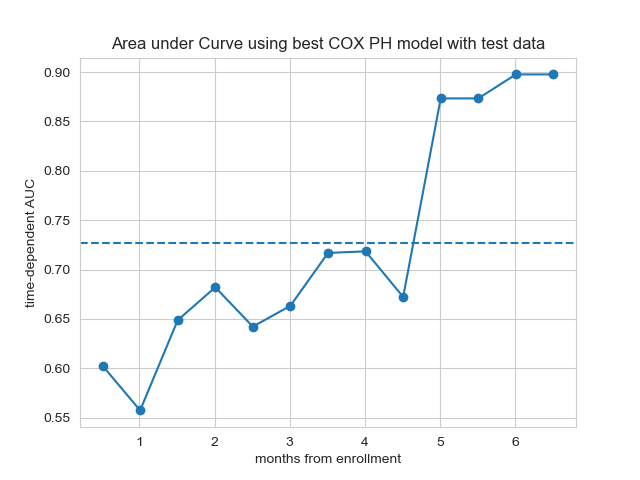 Area under Curve using best COX PH model with test data
time-dependent AUC
0.90
0.85
0.80
0.75
0.70
0.65
0.60
0.55
1 2 3 4 5 6
months from enrollment